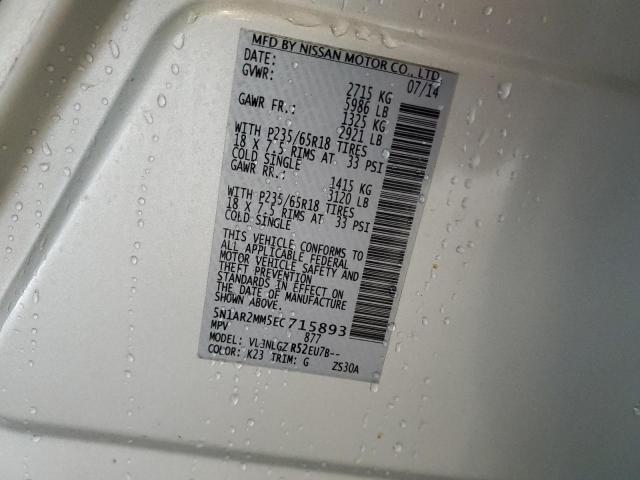 MFD BY NISSAN MOTOR CO., LTD.
DATE: 07/14
GVWR: 2715 KG
5986 LB
GAWR FR.: 1325 KG
2921 LB
WITH P235/65R18 TIRES
18 X 7.5 RIMS AT 33 PSI
COLD SINGLE
GAWR RR.: 1415 KG
3120 LB
WITH P235/65R18 TIRES
18 X 7.5 RIMS AT 33 PSI
COLD SINGLE
THIS VEHICLE CONFORMS TO
ALL APPLICABLE FEDERAL
MOTOR VEHICLE SAFETY AND
THEFT PREVENTION
STANDARDS IN EFFECT ON
THE DATE OF MANUFACTURE
SHOWN ABOVE.
5N1AR2MM5EC715893
MPV 877
MODEL: VL3NLGZ R52EU7B--
COLOR: K23 TRIM: G ZS30A